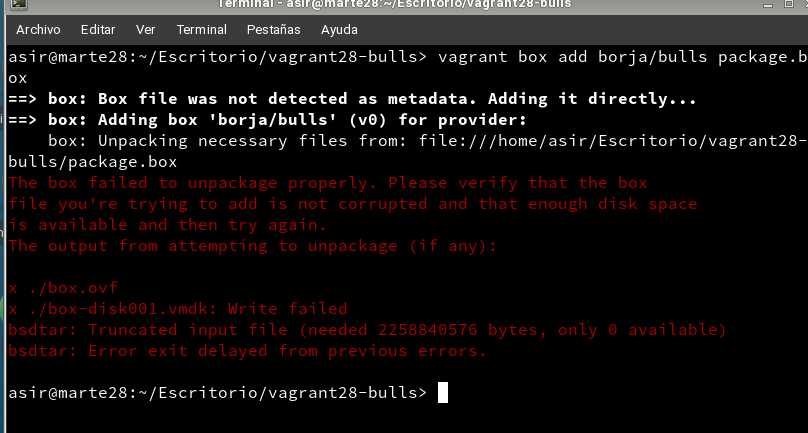 Terminal - asir@marte28:~/Escritorio/vagrant28-bulls
Archivo Editar Ver Terminal Pestañas Ayuda
asir@marte28:~/Escritorio/vagrant28-bulls> vagrant box add borja/bulls package.b
ox
==> box: Box file was not detected as metadata. Adding it directly...
==> box: Adding box 'borja/bulls' (v0) for provider:
    box: Unpacking necessary files from: file:///home/asir/Escritorio/vagrant28-
bulls/package.box
The box failed to unpackage properly. Please verify that the box
file you're trying to add is not corrupted and that enough disk space
is available and then try again.
The output from attempting to unpackage (if any):
x ./box.ovf
x ./box-disk001.vmdk: Write failed
bsdtar: Truncated input file (needed 2258840576 bytes, only 0 available)
bsdtar: Error exit delayed from previous errors.
asir@marte28:~/Escritorio/vagrant28-bulls>